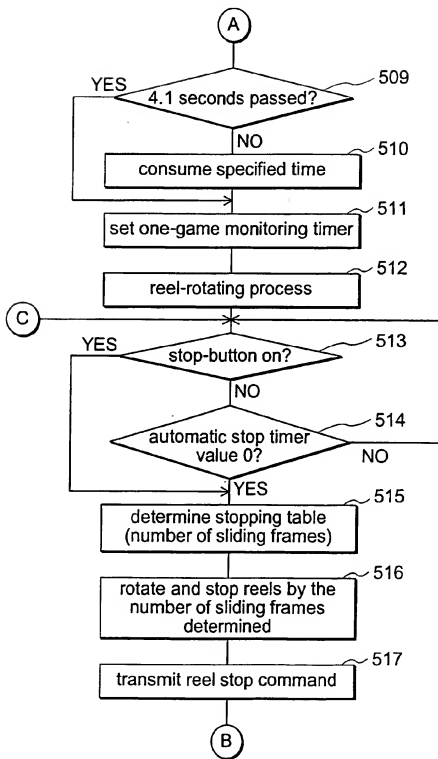 A
509
YES
4.1 seconds passed?
NO
510
consume specified time
511
set one-game monitoring timer
512
reel-rotating process
C
513
YES
stop-button on?
NO
514
automatic stop timer
value 0?
NO
YES
515
determine stopping table
(number of sliding frames)
516
rotate and stop reels by the
number of sliding frames
determined
517
transmit reel stop command
B